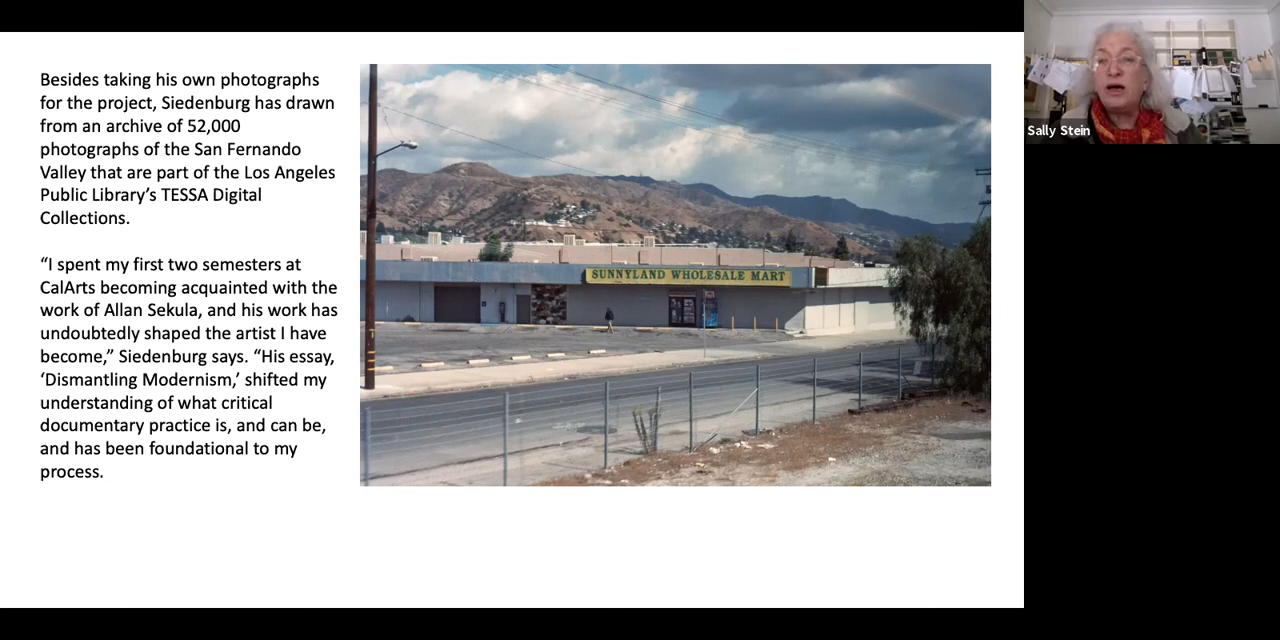 Besides taking his own photographs
for the project, Siedenburg has drawn
from an archive of 52,000
photographs of the San Fernando
Valley that are part of the Los Angeles
Public Library’s TESSA Digital
Collections.
“I spent my first two semesters at
CalArts becoming acquainted with the
work of Allan Sekula, and his work has
undoubtedly shaped the artist I have
become,” Siedenburg says. “His essay,
‘Dismantling Modernism,’ shifted my
understanding of what critical
documentary practice is, and can be,
and has been foundational to my
process.
SUNNYLAND WHOLESALE MART
Sally Stein